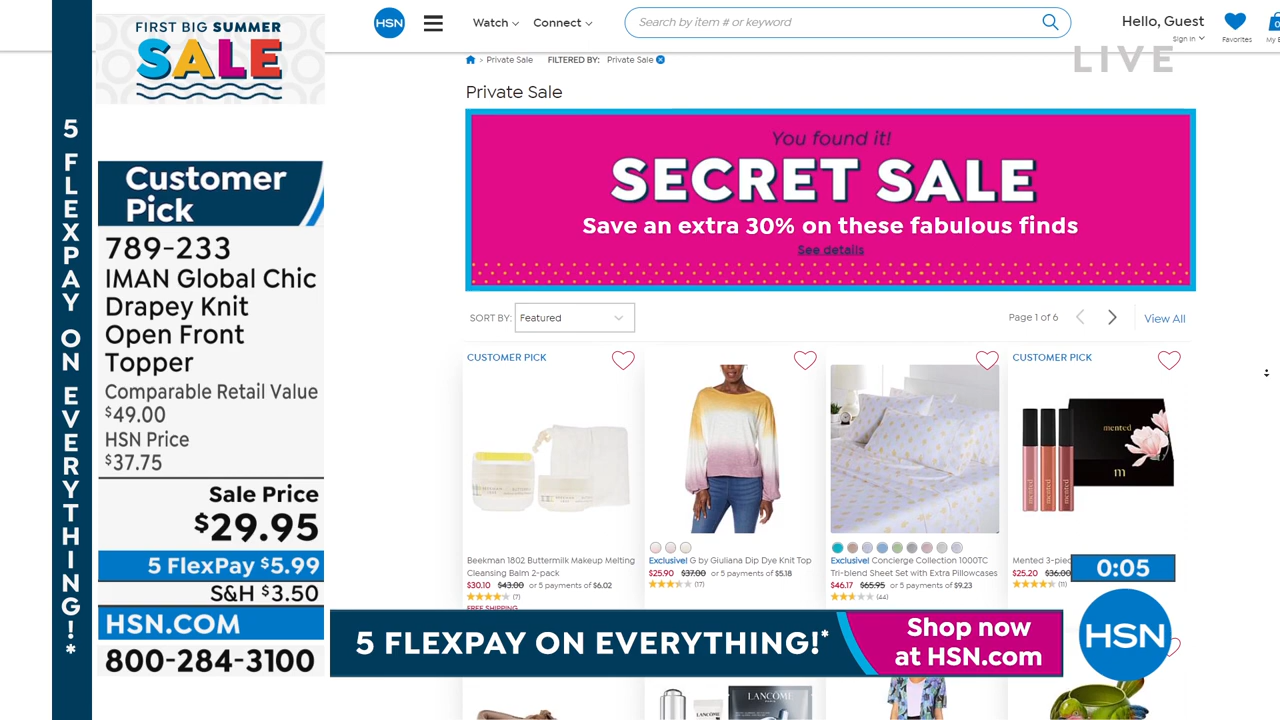 FIRST BIG SUMMER
SALE
5 FLEXPAY ON EVERYTHING!*
Customer
Pick
789-233
IMAN Global Chic
Drapey Knit
Open Front
Topper
Comparable Retail Value
$49.00
HSN Price
$37.75
Sale Price
$29.95
5 FlexPay $5.99
S&H $3.50
HSN.COM
800-284-3100
HSN
Watch
Connect
Search by item # or keyword
Hello, Guest
Sign In
Favorites
0
LIVE
› Private Sale FILTERED BY: Private Sale
Private Sale
You found it!
SECRET SALE
Save an extra 30% on these fabulous finds
See details
SORT BY: Featured
Page 1 of 6
View All
CUSTOMER PICK
Beekman 1802 Buttermilk Makeup Melting
Cleansing Balm 2-pack
$30.10 $43.00 or 5 payments of $6.02
(7)
FREE SHIPPING
Exclusive! G by Giuliana Dip Dye Knit Top
$25.90 $37.00 or 5 payments of $5.18
(17)
Exclusive! Concierge Collection 1000TC
Tri-blend Sheet Set with Extra Pillowcases
$46.17 $65.95 or 5 payments of $9.23
(44)
CUSTOMER PICK
mented
m
mented
mented
mented
Mented 3-piec
$25.20 $36.00
(11)
0:05
5 FLEXPAY ON EVERYTHING!*
Shop now
at HSN.com
HSN
LANCÔME